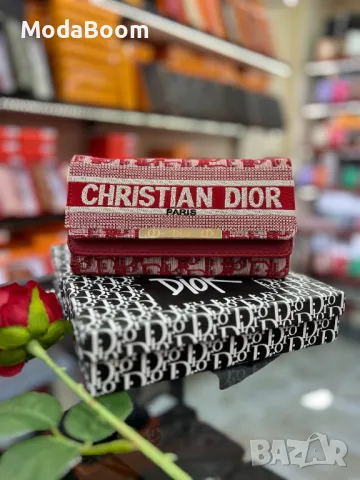 ModaBoom
CHRISTIAN DIOR
PARIS
DIOR
BAZAR